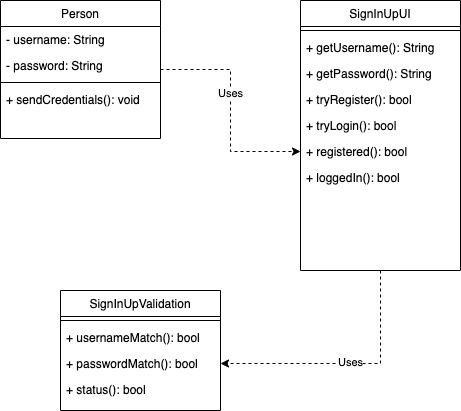 Person
- username: String
- password: String
+ sendCredentials(): void
Uses
SignInUpUI
+ getUsername(): String
+ getPassword(): String
+ tryRegister(): bool
+ tryLogin(): bool
+ registered(): bool
+ loggedIn(): bool
SignInUpValidation
+ usernameMatch(): bool
+ passwordMatch(): bool
+ status(): bool
Uses